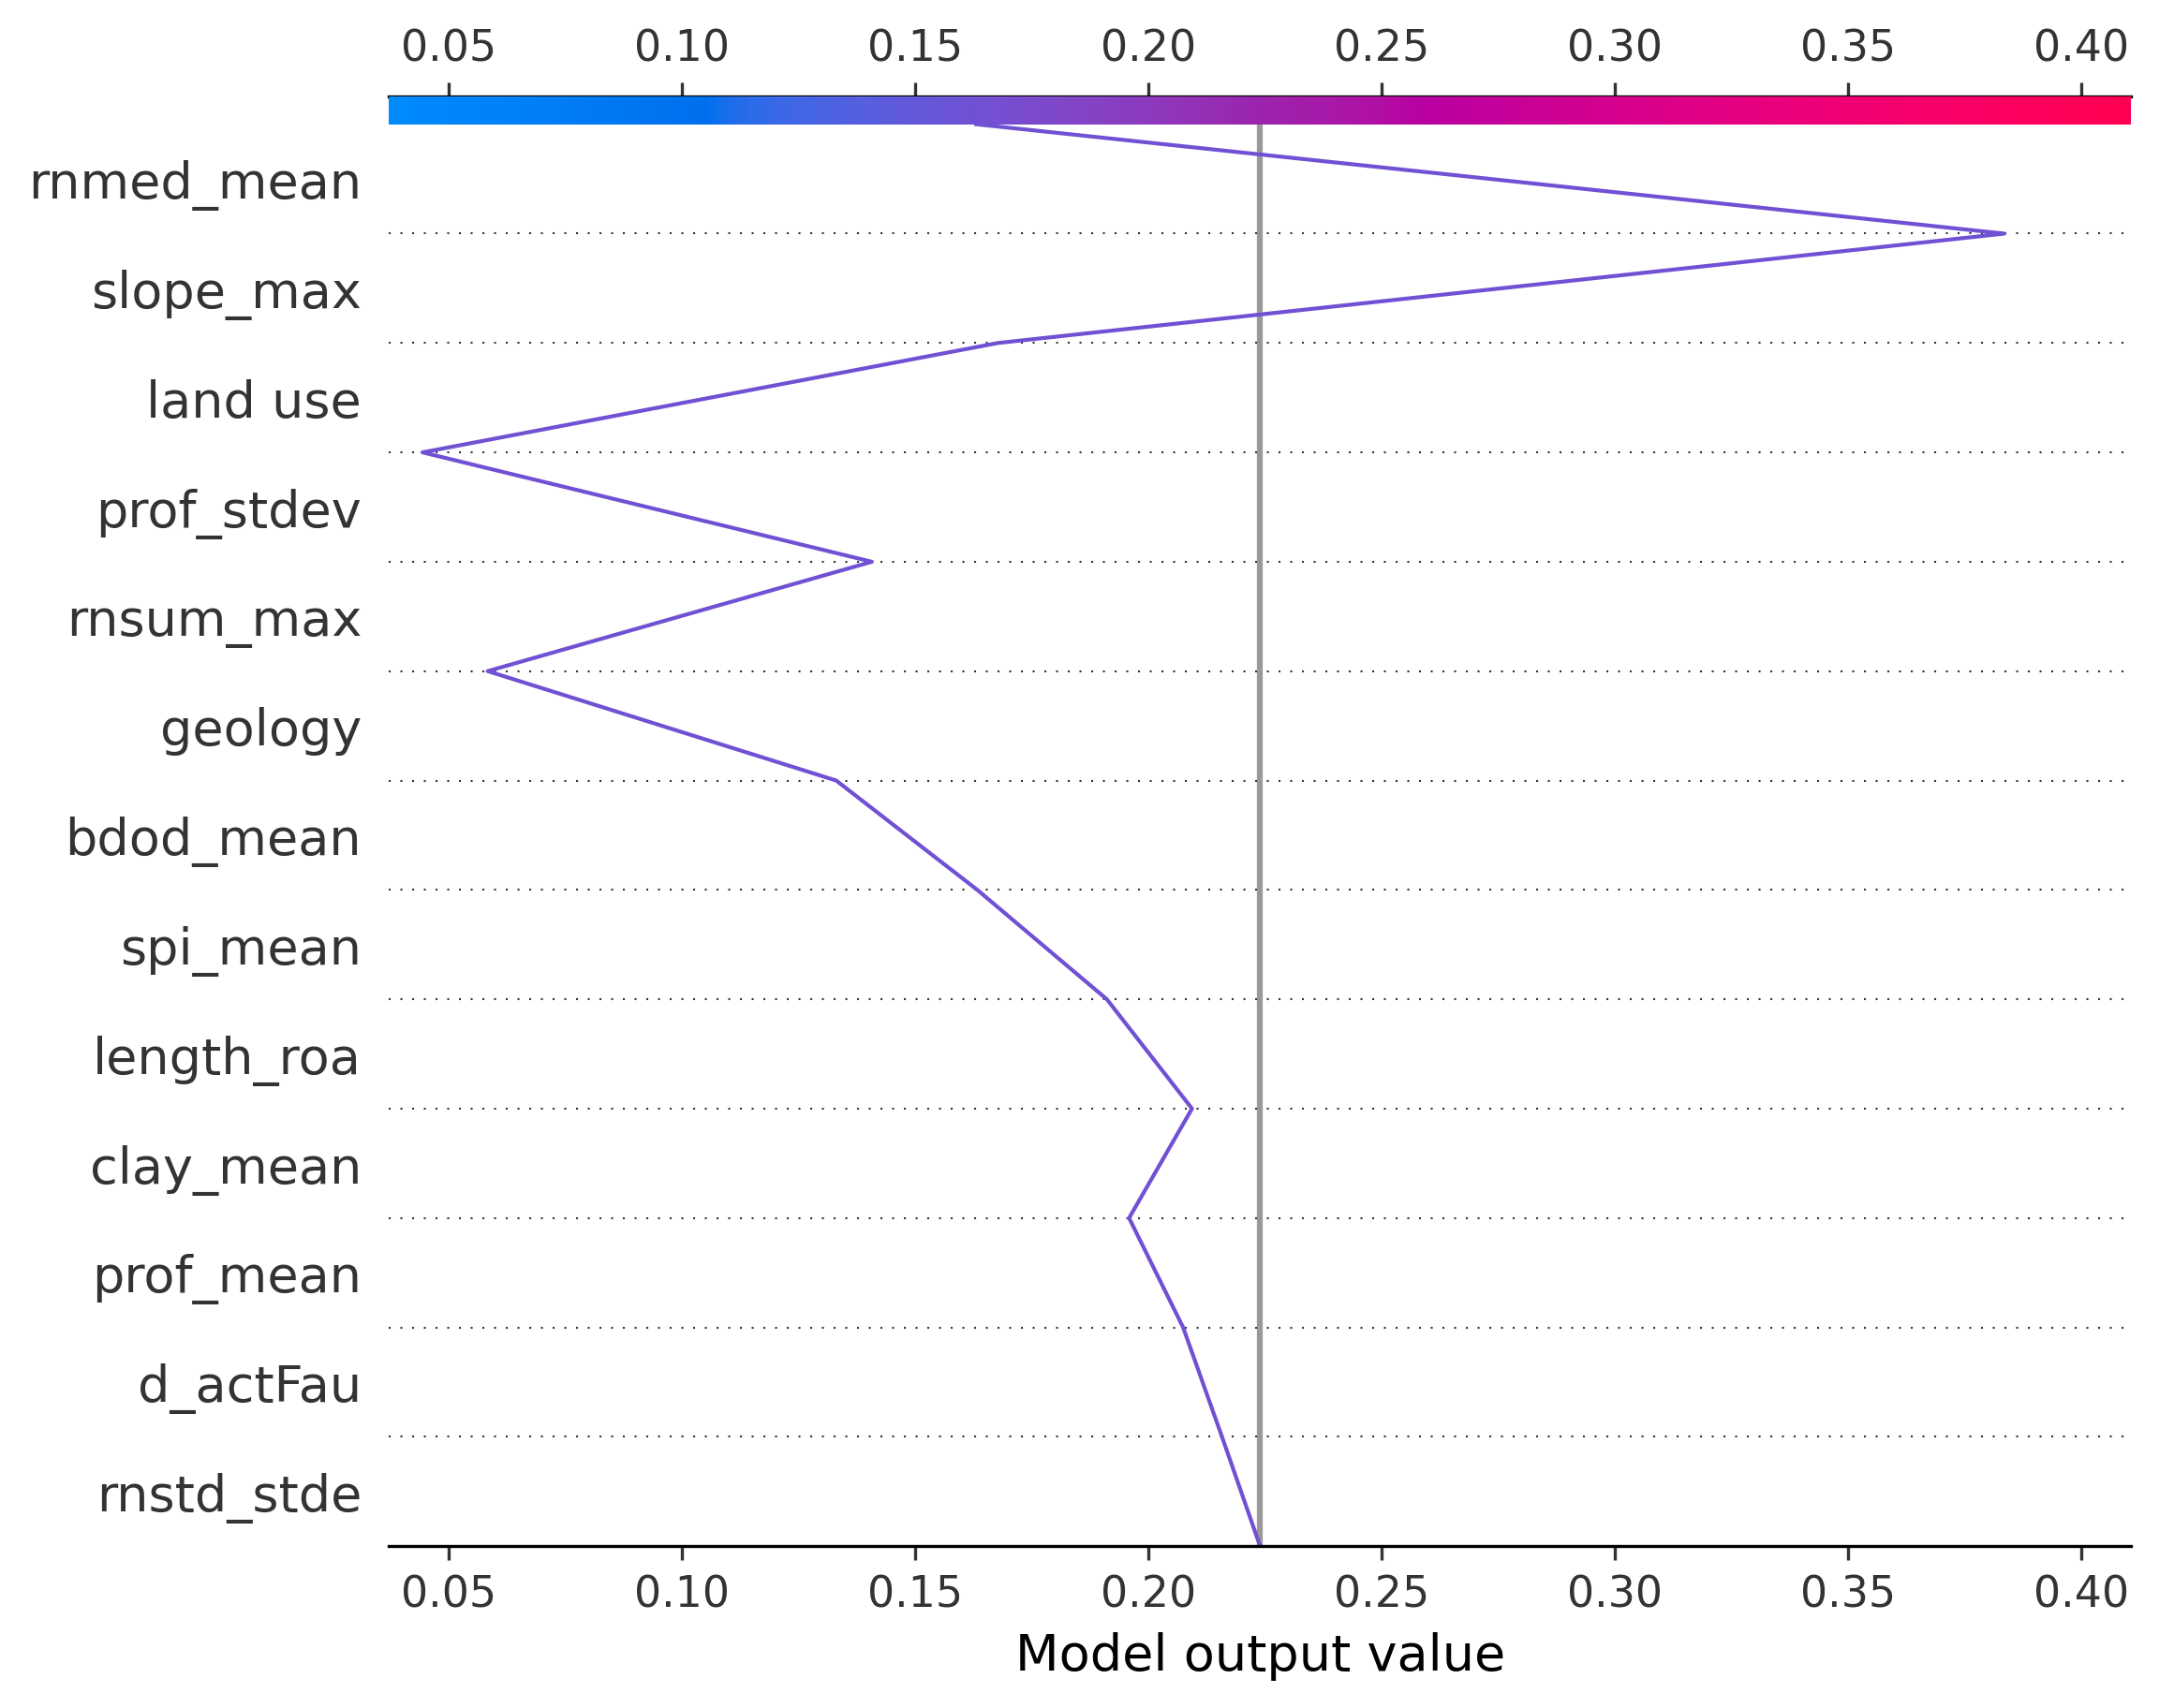 0.05 0.10 0.15 0.20 0.25 0.30 0.35 0.40
rnmed_mean
slope_max
land use
prof_stdev
rnsum_max
geology
bdod_mean
spi_mean
length_roa
clay_mean
prof_mean
d_actFau
rnstd_stde
0.05 0.10 0.15 0.20 0.25 0.30 0.35 0.40
Model output value